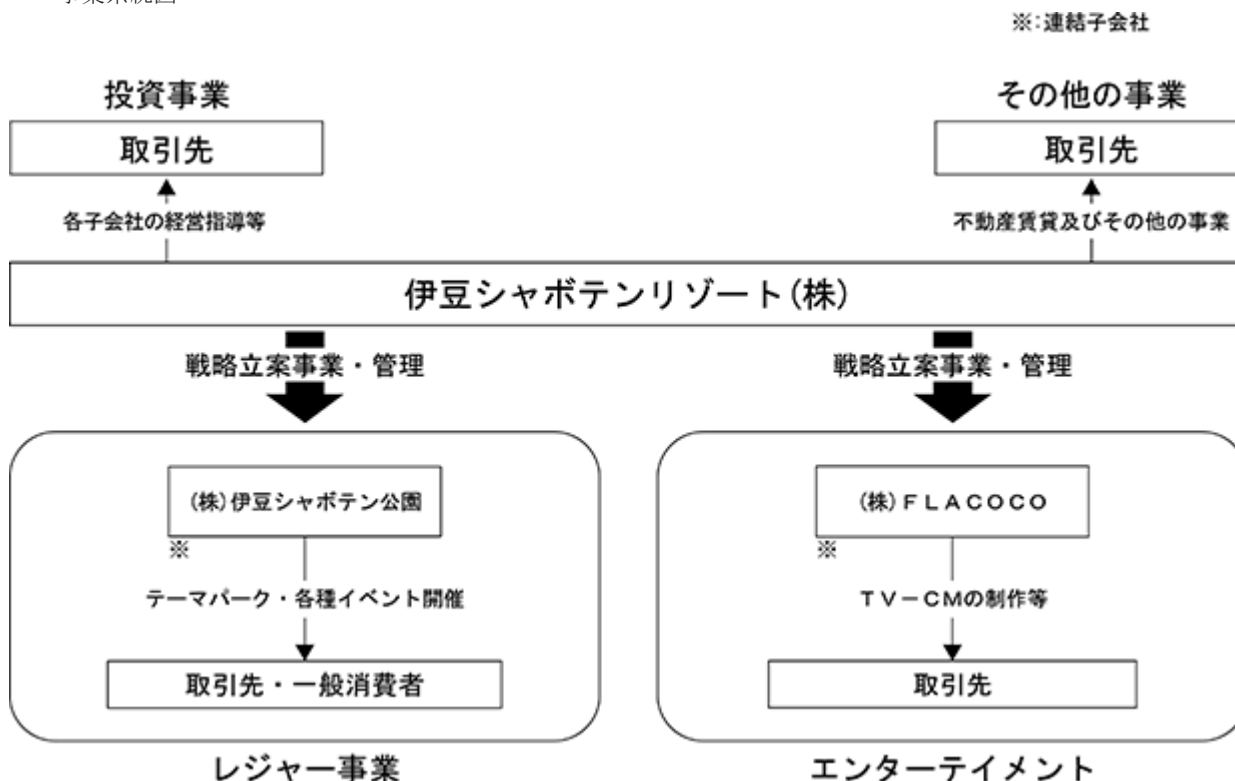 事業系統図
※:連結子会社
投資事業
その他の事業
取引先
取引先
各子会社の経営指導等
不動産賃貸及びその他の事業
伊豆シャボテンリゾート(株)
戦略立案事業・管理
戦略立案事業・管理
(株)伊豆シャボテン公園
※
テーマパーク・各種イベント開催
取引先・一般消費者
レジャー事業
(株)ＦＬＡＣＯＣＯ
※
ＴＶ－ＣＭの制作等
取引先
エンターテイメント